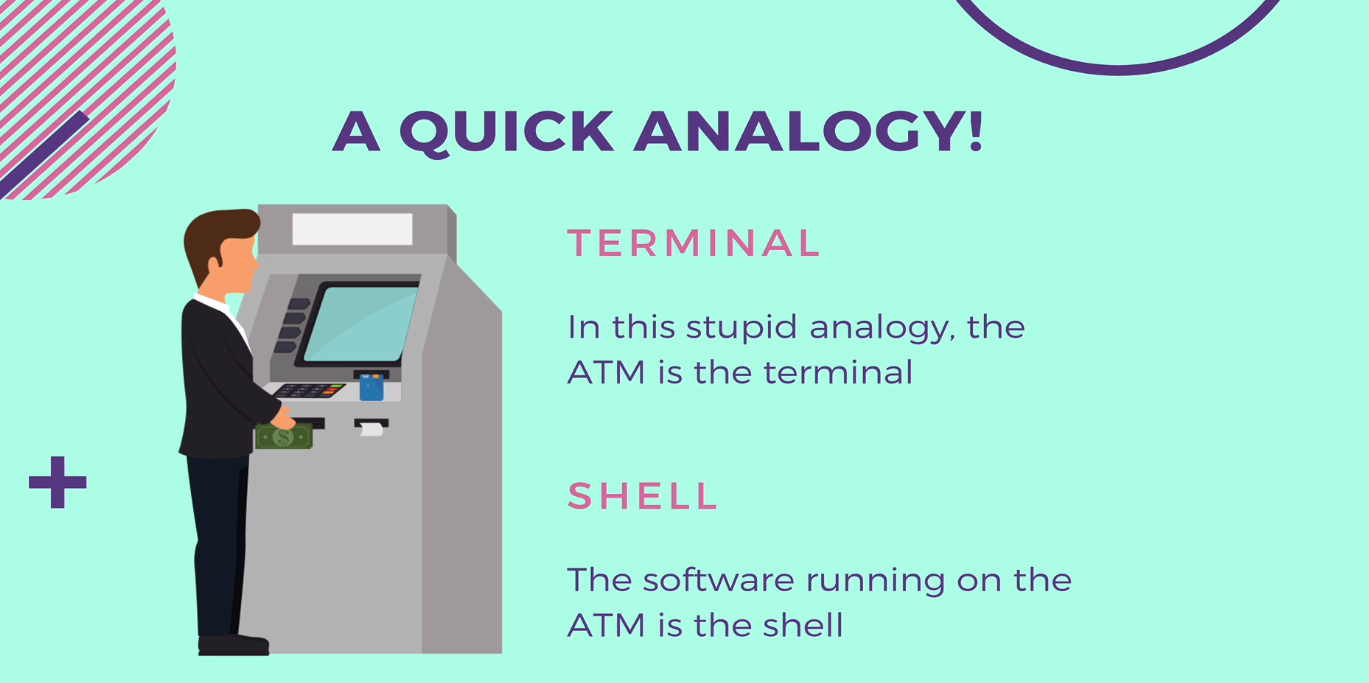 A QUICK ANALOGY!
TERMINAL
In this stupid analogy, the
ATM is the terminal
SHELL
The software running on the
ATM is the shell